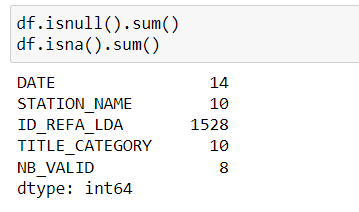 df.isnull().sum()
df.isna().sum()
DATE 14
STATION_NAME 10
ID_REFA_LDA 1528
TITLE_CATEGORY 10
NB_VALID 8
dtype: int64